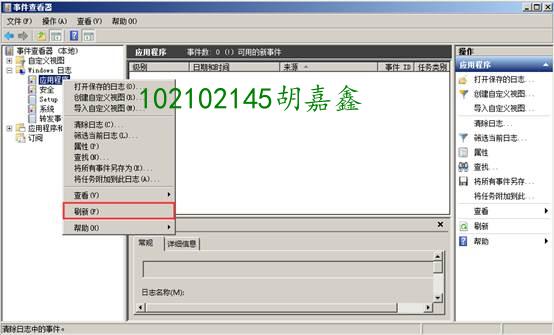 事件查看器
文件(F) 操作(A) 查看(V) 帮助(H)
事件查看器 (本地)
自定义视图
Windows 日志
应用程序
安全
Setup
系统
转发事
应用程序和
订阅
打开保存的日志(O)...
创建自定义视图(R)...
导入自定义视图(M)...
清除日志(C)...
筛选当前日志(L)...
属性(P)
查找(N)...
将所有事件另存为(E)...
将任务附加到此日志(A)...
查看(V)
刷新(F)
帮助(H)
应用程序 事件数: 0 (!) 可用的新事件
级别 日期和时间 来源 事件 ID 任务类别
102102145胡嘉鑫
常规 详细信息
日志名称(M):
操作
应用程序
打开保存的日志...
创建自定义视图...
导入自定义视图...
清除日志...
筛选当前日志...
属性
查找...
将所有事件另存...
将任务附加到此...
查看
刷新
帮助
清除日志中的事件。